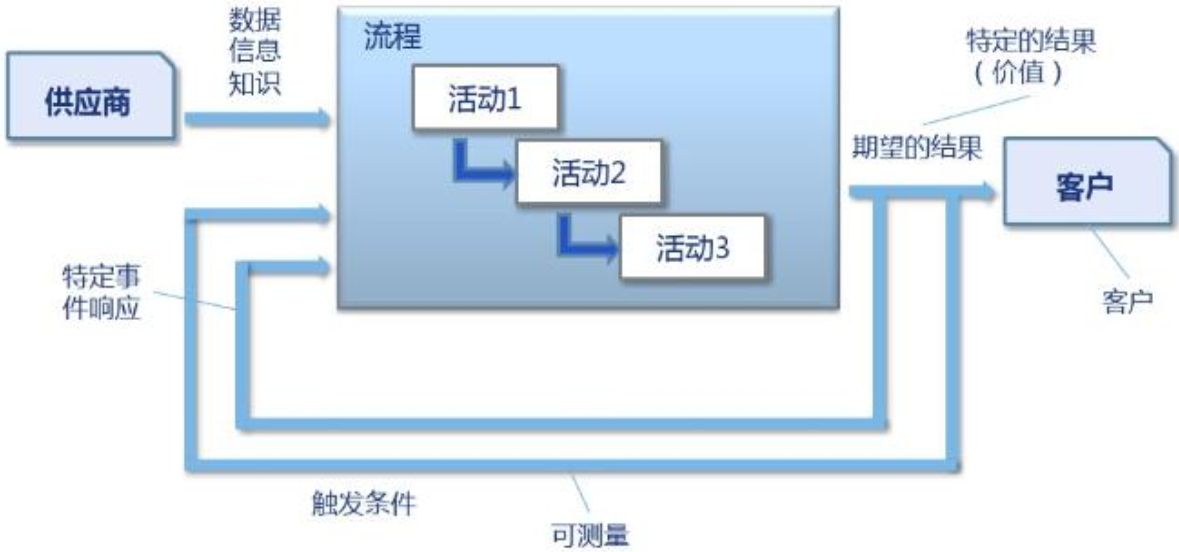 数据
信息
知识
供应商
流程
活动1
活动2
活动3
特定的结果
（价值）
期望的结果
客户
客户
特定事
件响应
触发条件
可测量